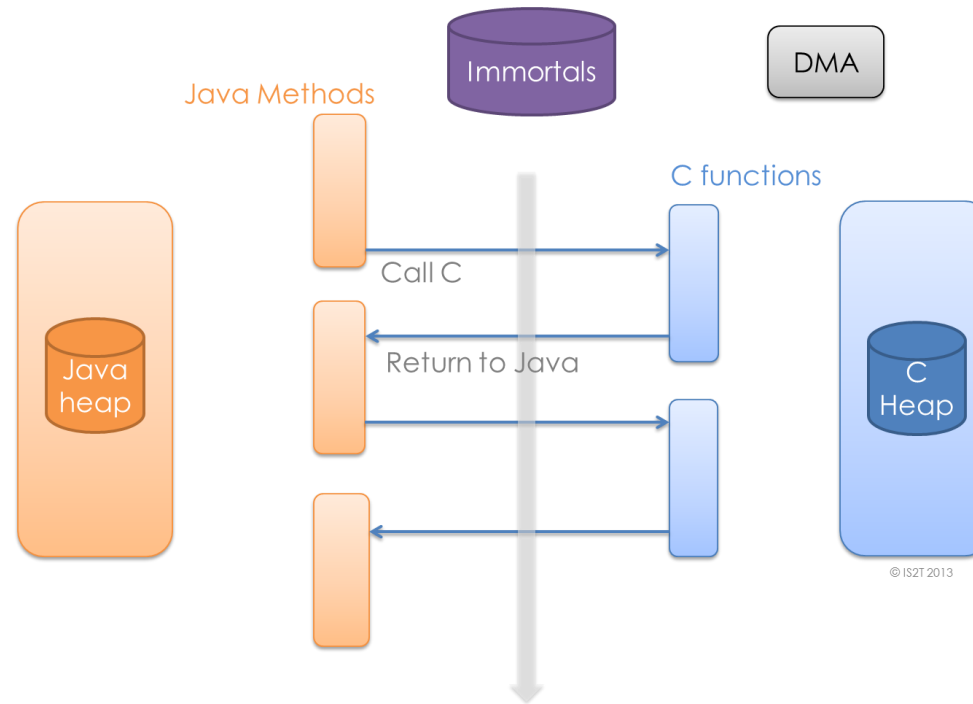 Immortals
DMA
Java Methods
C functions
Call C
Return to Java
Java
heap
C
Heap
© IS2T 2013